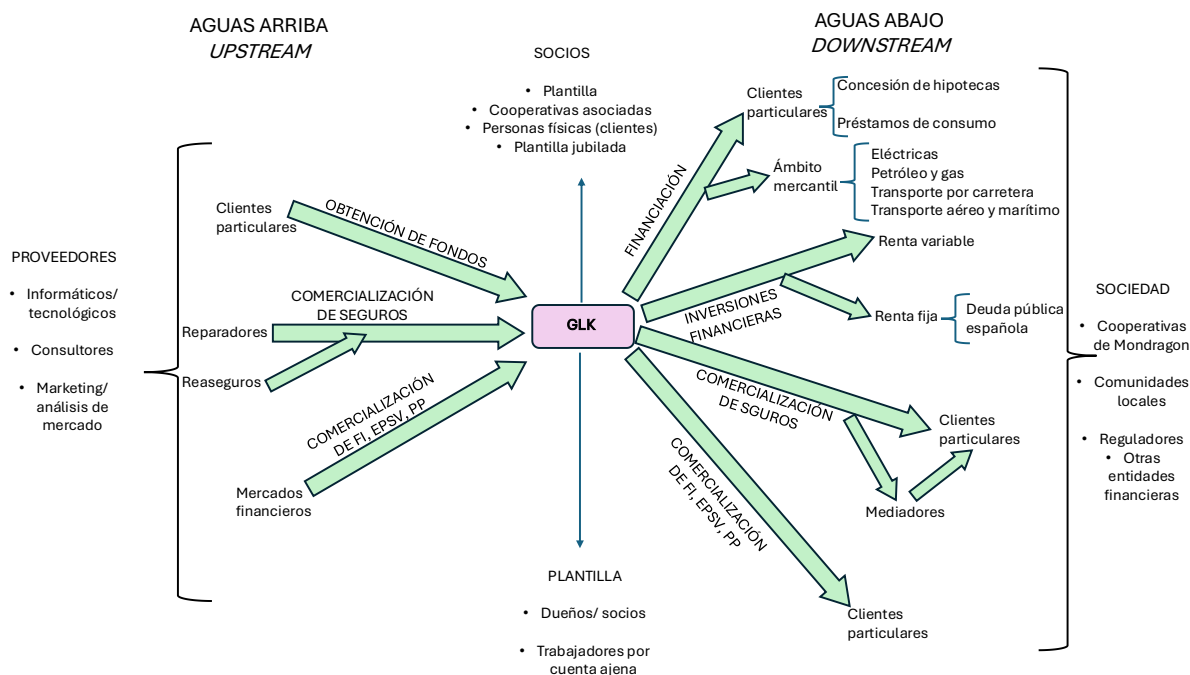 AGUAS ARRIBA
UPSTREAM
AGUAS ABAJO
DOWNSTREAM
PROVEEDORES
• Informáticos/
tecnológicos
• Consultores
• Marketing/
análisis de
mercado
Clientes
particulares
OBTENCIÓN DE FONDOS
COMERCIALIZACIÓN
DE SEGUROS
Reparadores
Reaseguros
COMERCIALIZACIÓN
DE FI, EPSV, PP
Mercados
financieros
SOCIOS
• Plantilla
• Cooperativas asociadas
• Personas físicas (clientes)
• Plantilla jubilada
GLK
PLANTILLA
• Dueños/ socios
• Trabajadores por
cuenta ajena
FINANCIACIÓN
Clientes
particulares
Concesión de hipotecas
Préstamos de consumo
Ámbito
mercantil
Eléctricas
Petróleo y gas
Transporte por carretera
Transporte aéreo y marítimo
INVERSIONES
FINANCIERAS
Renta variable
Renta fija
Deuda pública
española
COMERCIALIZACIÓN
DE SGUROS
Clientes
particulares
Mediadores
COMERCIALIZACIÓN
DE FI, EPSV, PP
Clientes
particulares
SOCIEDAD
• Cooperativas
de Mondragon
• Comunidades
locales
• Reguladores
• Otras
entidades
financieras